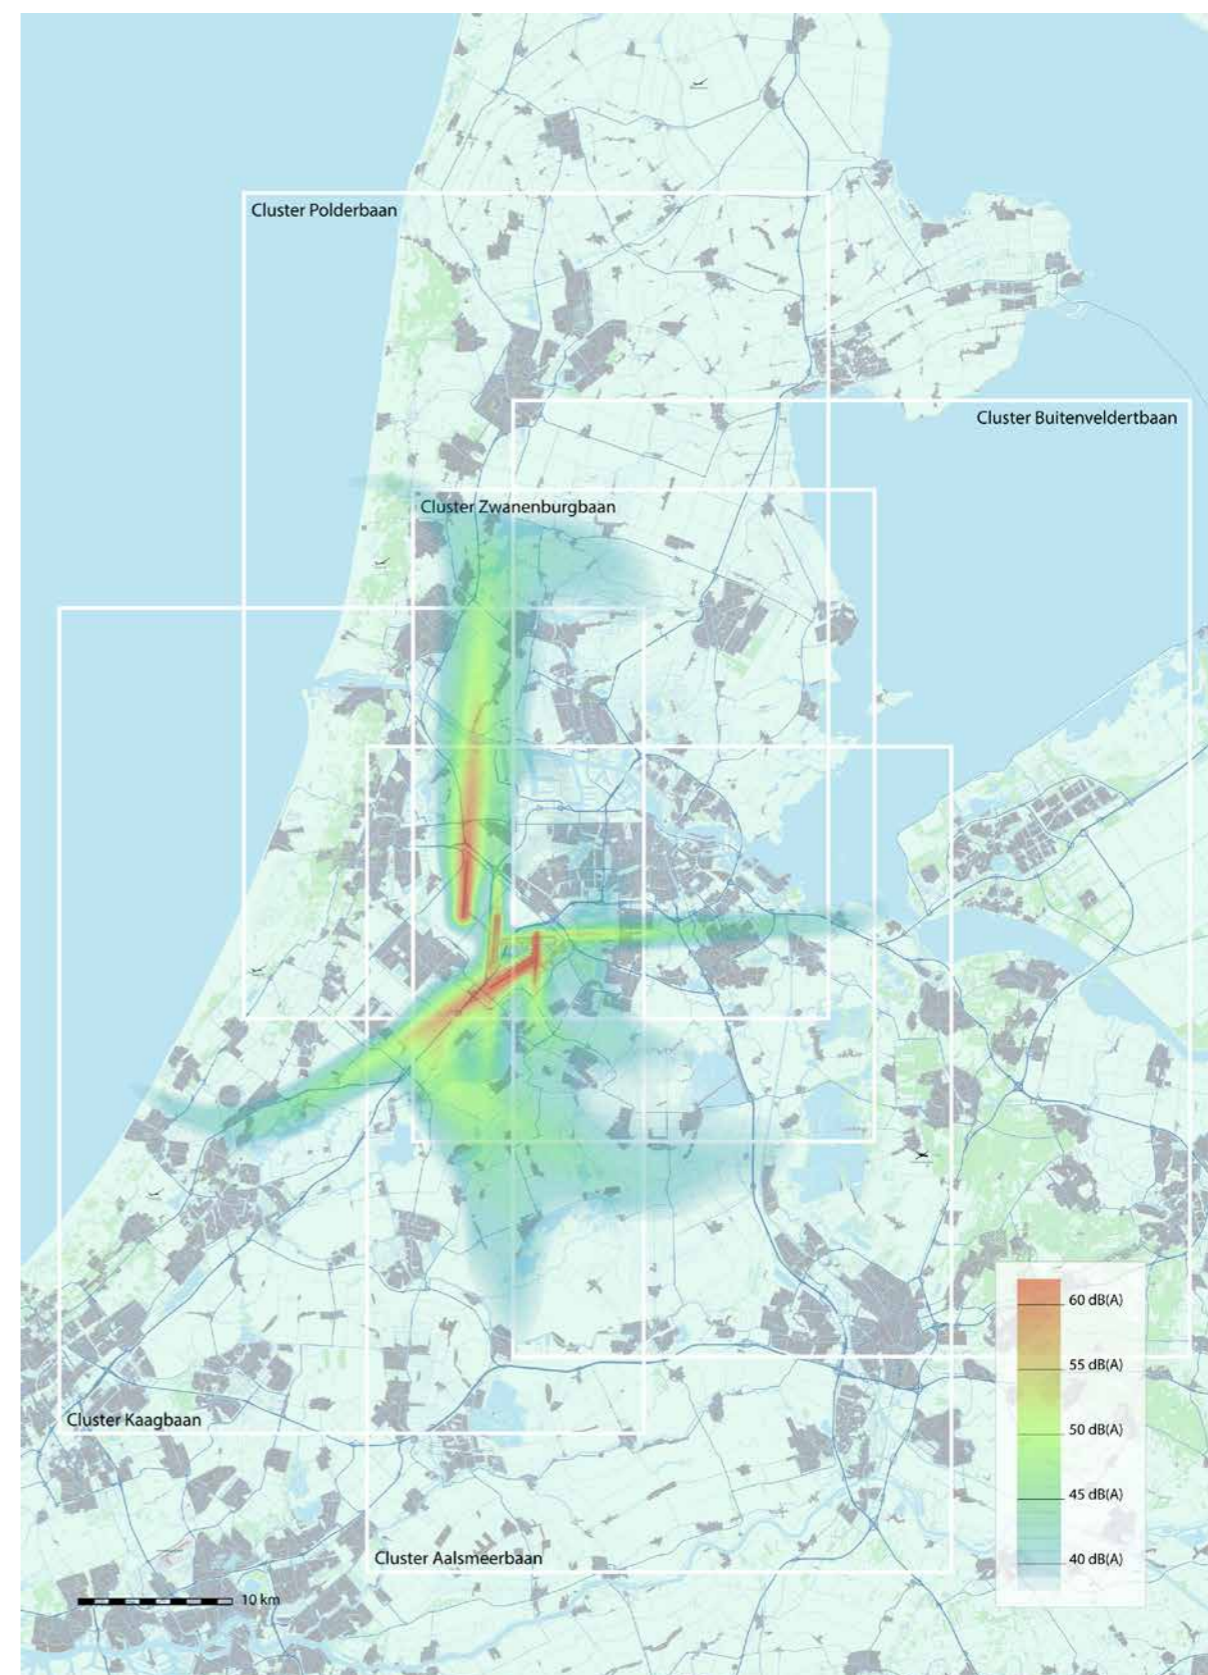 Cluster Polderbaan
Cluster Buitenveldertbaan
Cluster Zwanenburgbaan
Cluster Kaagbaan
Cluster Aalsmeerbaan
60 dB(A)
55 dB(A)
50 dB(A)
45 dB(A)
40 dB(A)
10 km